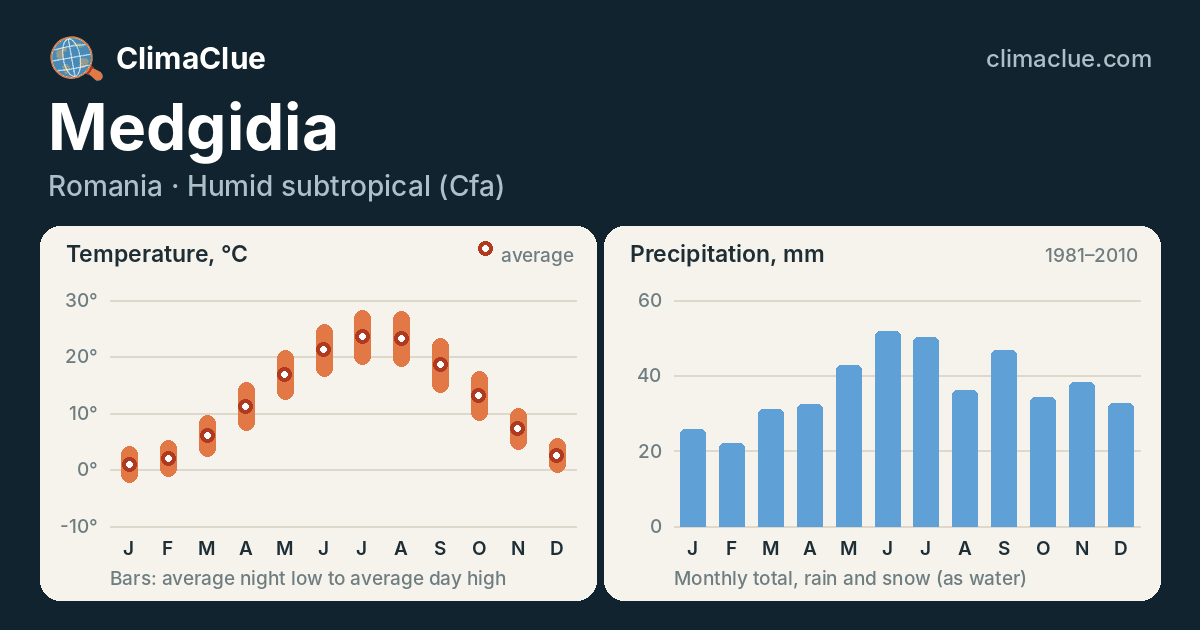 ClimaClue
climaclue.com
Medgidia
Romania · Humid subtropical (Cfa)
Temperature, °C
average
30°
20°
10°
0°
-10°
J F M A M J J A S O N D
Bars: average night low to average day high
Precipitation, mm
1981–2010
60
40
20
0
J F M A M J J A S O N D
Monthly total, rain and snow (as water)